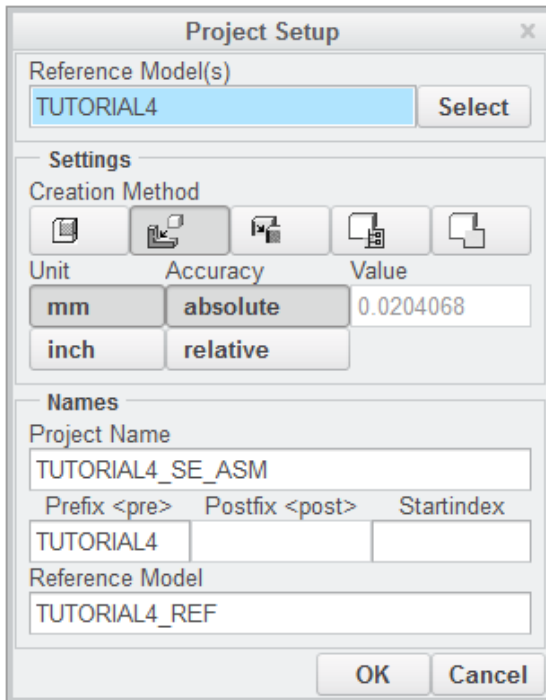 Project Setup x
Reference Model(s)
TUTORIAL4 Select
Settings
Creation Method
Unit Accuracy Value
mm absolute 0.0204068
inch relative
Names
Project Name
TUTORIAL4_SE_ASM
Prefix <pre> Postfix <post> Startindex
TUTORIAL4
Reference Model
TUTORIAL4_REF
OK Cancel